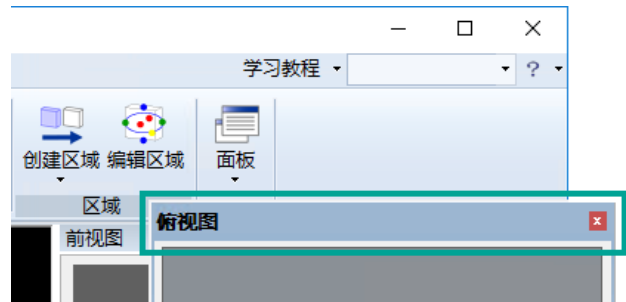 学习教程
?
创建区域 编辑区域 面板
区域
前视图
俯视图